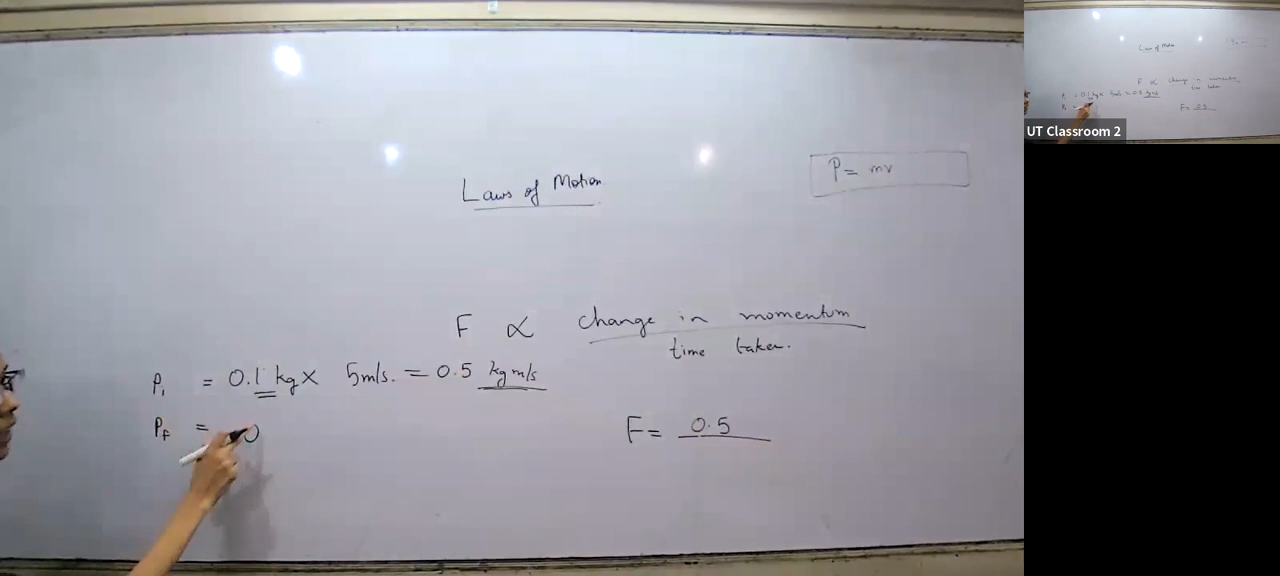 P = mv
Laws of Motion
F ∝ change in momentum
time taken.
P₁ = 0.1 kg x 5m/s. = 0.5 kg m/s
P_F = 0
F = 0.5
UT Classroom 2